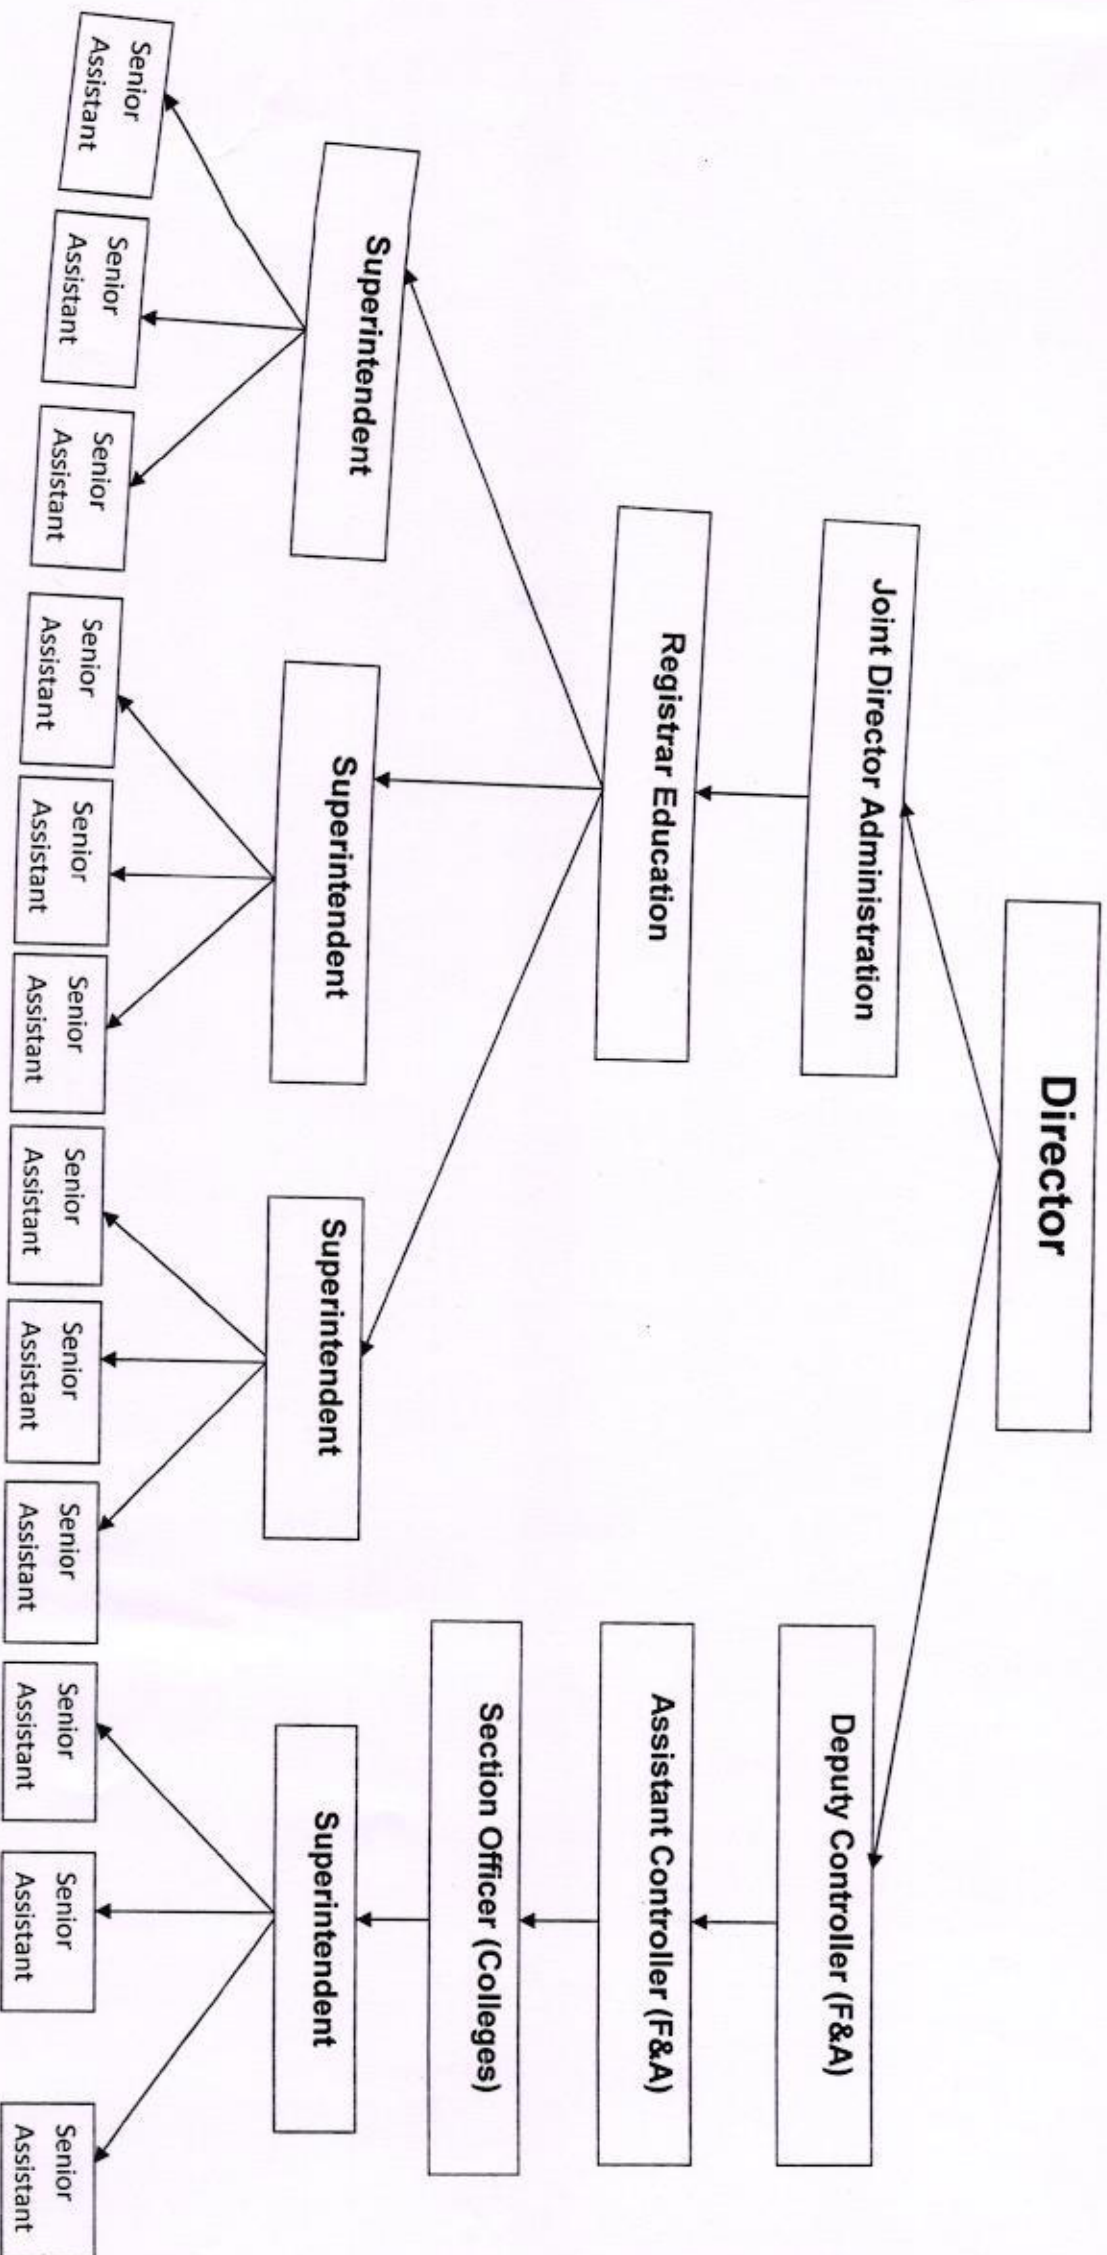 Director
Joint Director Administration
Deputy Controller (F&A)
Registrar Education
Assistant Controller (F&A)
Section Officer (Colleges)
Superintendent
Superintendent
Superintendent
Superintendent
Senior
Assistant
Senior
Assistant
Senior
Assistant
Senior
Assistant
Senior
Assistant
Senior
Assistant
Senior
Assistant
Senior
Assistant
Senior
Assistant
Senior
Assistant
Senior
Assistant
Senior
Assistant